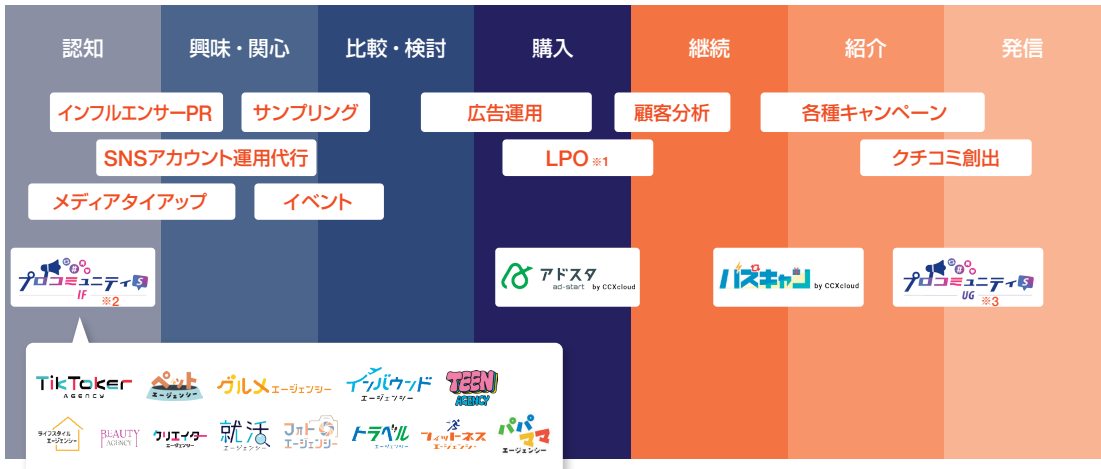 認知 興味・関心 比較・検討 購入 継続 紹介 発信
インフルエンサーPR サンプリング 広告運用 顧客分析 各種キャンペーン
SNSアカウント運用代行 LPO ※1 クチコミ創出
メディアタイアップ イベント
プロコミュニティS
IF ※2
アドスタ
ad-start by CCXcloud
バズキャン by CCXcloud
プロコミュニティS
UG ※3
TikToker
AGENCY
ペット
エージェンシー
グルメエージェンシー
インバウンド
エージェンシー
TEEN
AGENCY
ライフスタイル
エージェンシー
BEAUTY
AGENCY
クリエイター
エージェンシー
就活
エージェンシー
フォト
エージェンシー
トラベル
エージェンシー
フィットネス
エージェンシー
パパ
ママ
エージェンシー